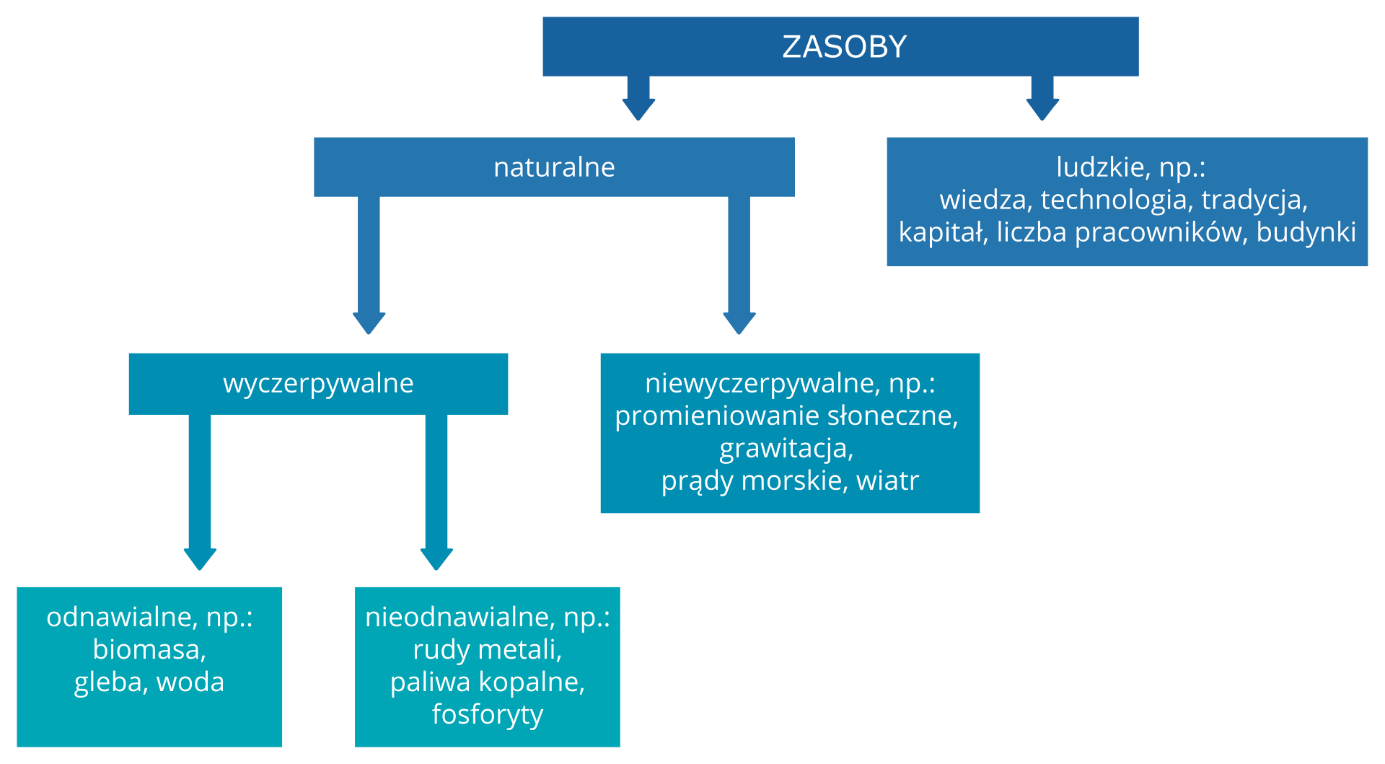 ZASOBY
naturalne
ludzkie, np.:
wiedza, technologia, tradycja,
kapitał, liczba pracowników, budynki
wyczerpywalne
niewyczerpywalne, np.:
promieniowanie słoneczne,
grawitacja,
prądy morskie, wiatr
odnawialne, np.:
biomasa,
gleba, woda
nieodnawialne, np.:
rudy metali,
paliwa kopalne,
fosforyty